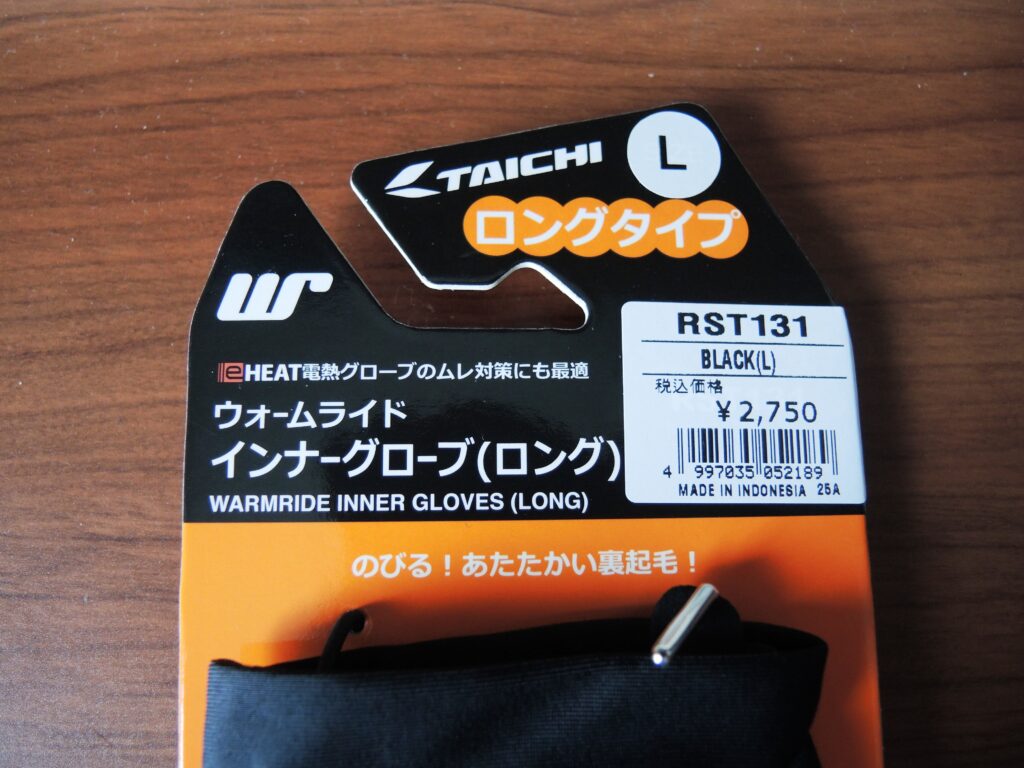 TAICHI
L
ロングタイプ
WR
eHEAT電熱グローブのムレ対策にも最適
ウォームライド
インナーグローブ(ロング)
WARMRIDE INNER GLOVES (LONG)
RST131
BLACK(L)
税込価格
¥2,750
4 997035 052189
MADE IN INDONESIA 25A
のびる！あたたかい裏起毛！